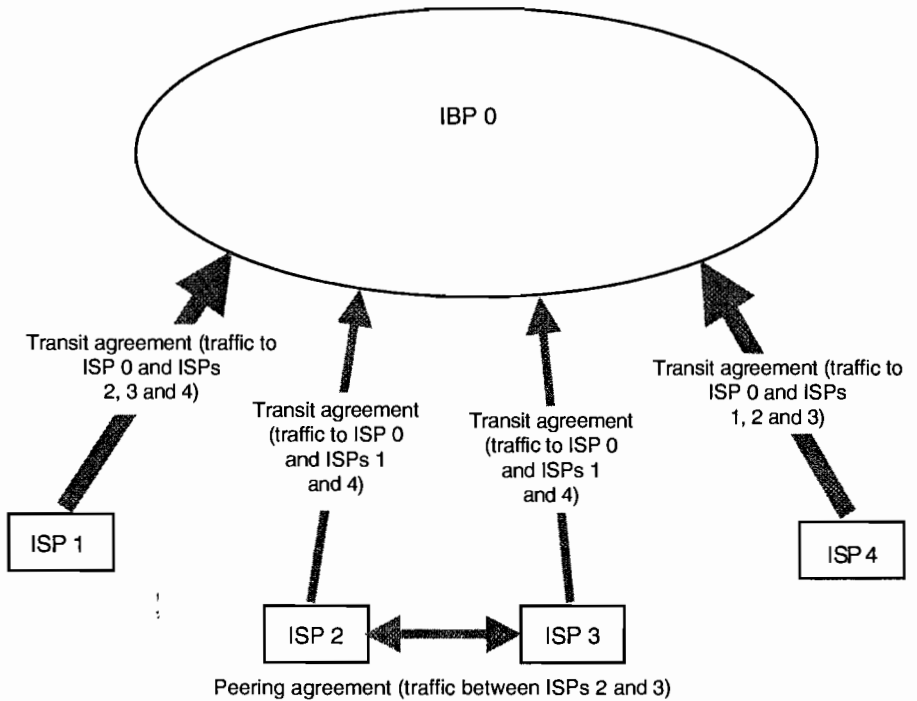 IBP 0
Transit agreement (traffic to
ISP 0 and ISPs
2, 3 and 4)
Transit agreement
(traffic to ISP 0
and ISPs 1
and 4)
Transit agreement
(traffic to ISP 0
and ISPs 1
and 4)
Transit agreement (traffic to
ISP 0 and ISPs
1, 2 and 3)
ISP 1
ISP 4
ISP 2
ISP 3
Peering agreement (traffic between ISPs 2 and 3)